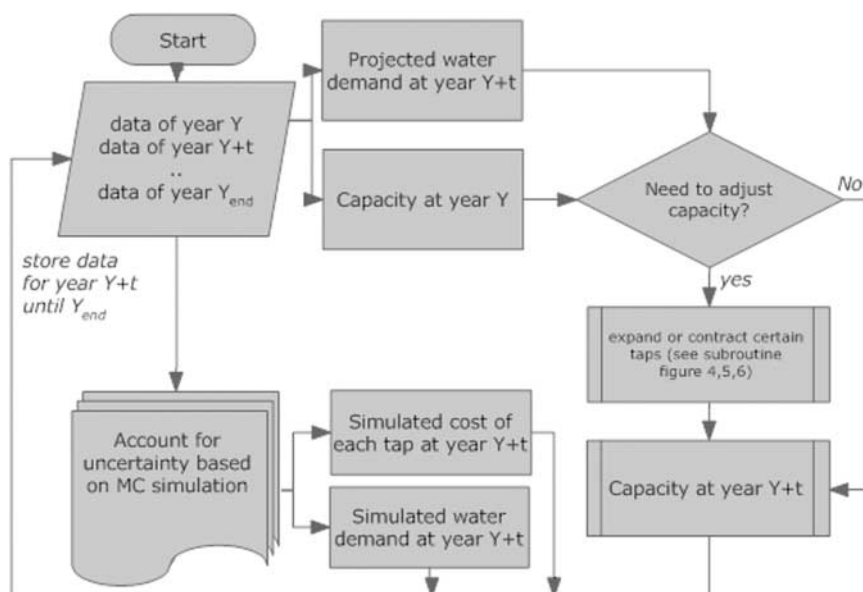 Start
Projected water
demand at year Y+t
data of year Y
data of year Y+t
..
data of year Yend
Capacity at year Y
Need to adjust
capacity?
No
yes
store data
for year Y+t
until Yend
expand or contract certain
taps (see subroutine
figure 4,5,6)
Account for
uncertainty based
on MC simulation
Simulated cost of
each tap at year Y+t
Simulated water
demand at year Y+t
Capacity at year Y+t